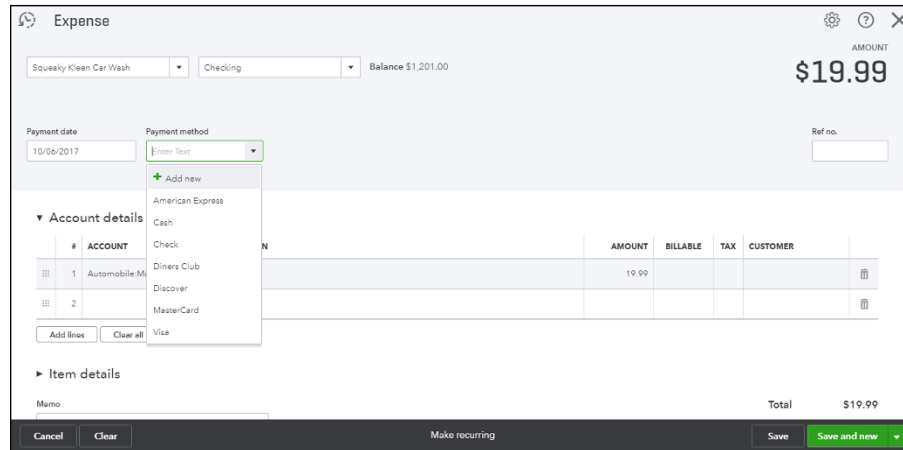 Expense
AMOUNT
$19.99
Squeaky Kleen Car Wash
Checking
Balance $1,201.00
Payment date
Payment method
Ref no.
10/06/2017
Enter Text
+ Add new
American Express
Cash
Check
Diners Club
Discover
MasterCard
Visa
Account details
# ACCOUNT N AMOUNT BILLABLE TAX CUSTOMER
1 Automobile:Ma 19.99
2
Add lines
Clear all
Item details
Memo
Total $19.99
Cancel
Clear
Make recurring
Save
Save and new